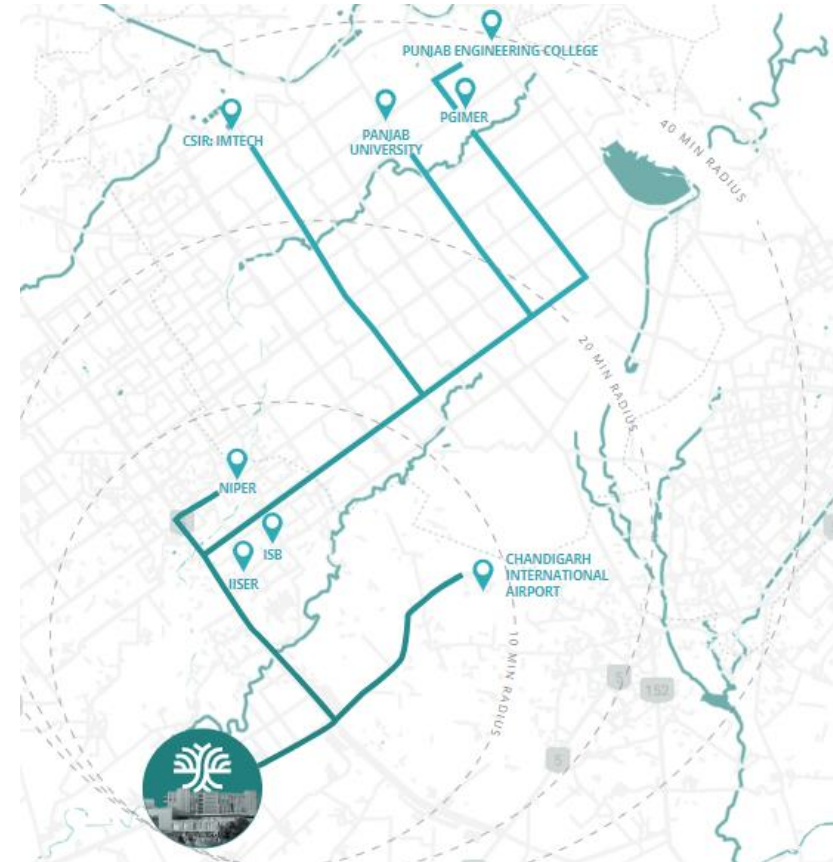 PUNJAB ENGINEERING COLLEGE
PGIMER
CSIR: IMTECH
PANJAB
UNIVERSITY
40 MIN RADIUS
20 MIN RADIUS
NIPER
ISB
IISER
CHANDIGARH
INTERNATIONAL
AIRPORT
10 MIN RADIUS
5
152
5